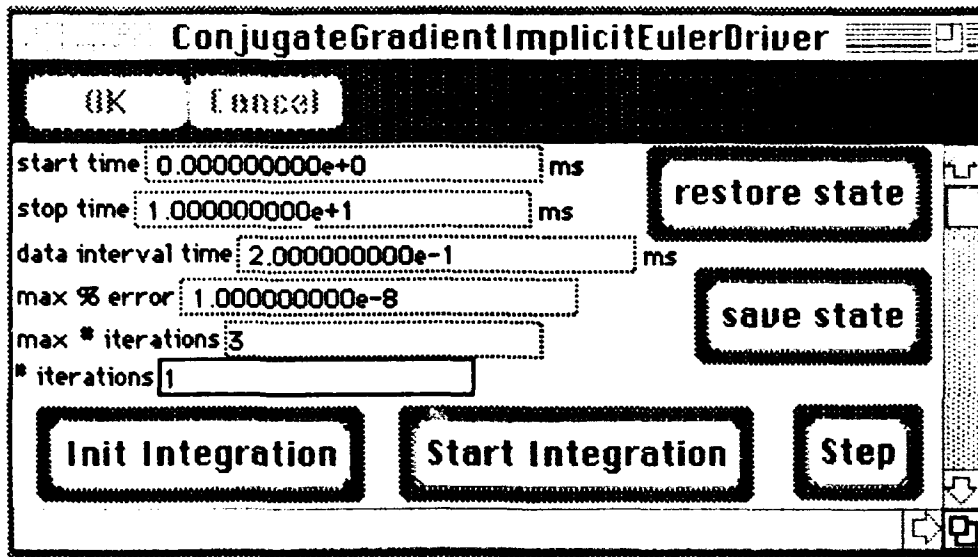 ConjugateGradientImplicitEulerDriver
OK Cancel
start time 0.000000000e+0 ms
restore state
stop time 1.000000000e+1 ms
data interval time 2.000000000e-1 ms
max % error 1.000000000e-8
save state
max # iterations 3
# iterations 1
Init Integration Start Integration Step